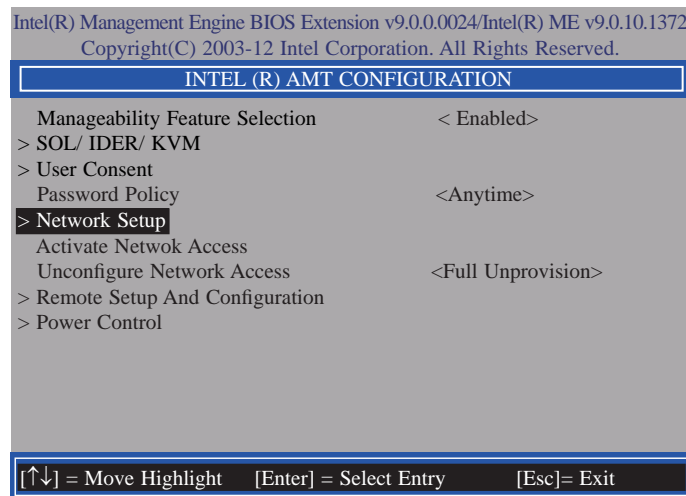 Intel(R) Management Engine BIOS Extension v9.0.0.0024/Intel(R) ME v9.0.10.1372
Copyright(C) 2003-12 Intel Corporation. All Rights Reserved.
INTEL (R) AMT CONFIGURATION
Manageability Feature Selection < Enabled>
> SOL/ IDER/ KVM
> User Consent
Password Policy <Anytime>
> Network Setup
Activate Netwok Access
Unconfigure Network Access <Full Unprovision>
> Remote Setup And Configuration
> Power Control
[↑↓] = Move Highlight [Enter] = Select Entry [Esc]= Exit